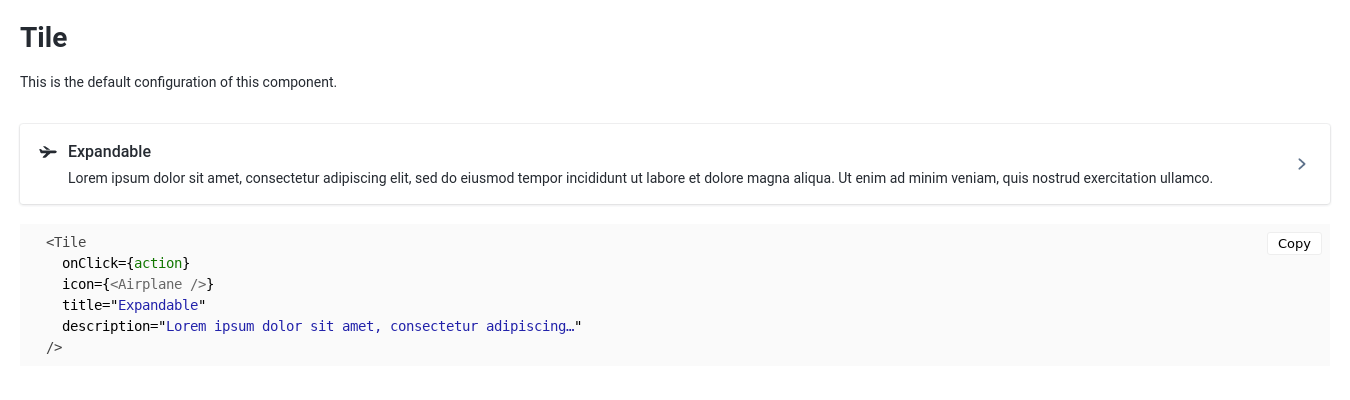 Tile
This is the default configuration of this component.
Expandable
Lorem ipsum dolor sit amet, consectetur adipiscing elit, sed do eiusmod tempor incididunt ut labore et dolore magna aliqua. Ut enim ad minim veniam, quis nostrud exercitation ullamco.
Copy
<Tile
  onClick={action}
  icon={<Airplane />}
  title="Expandable"
  description="Lorem ipsum dolor sit amet, consectetur adipiscing…"
/>